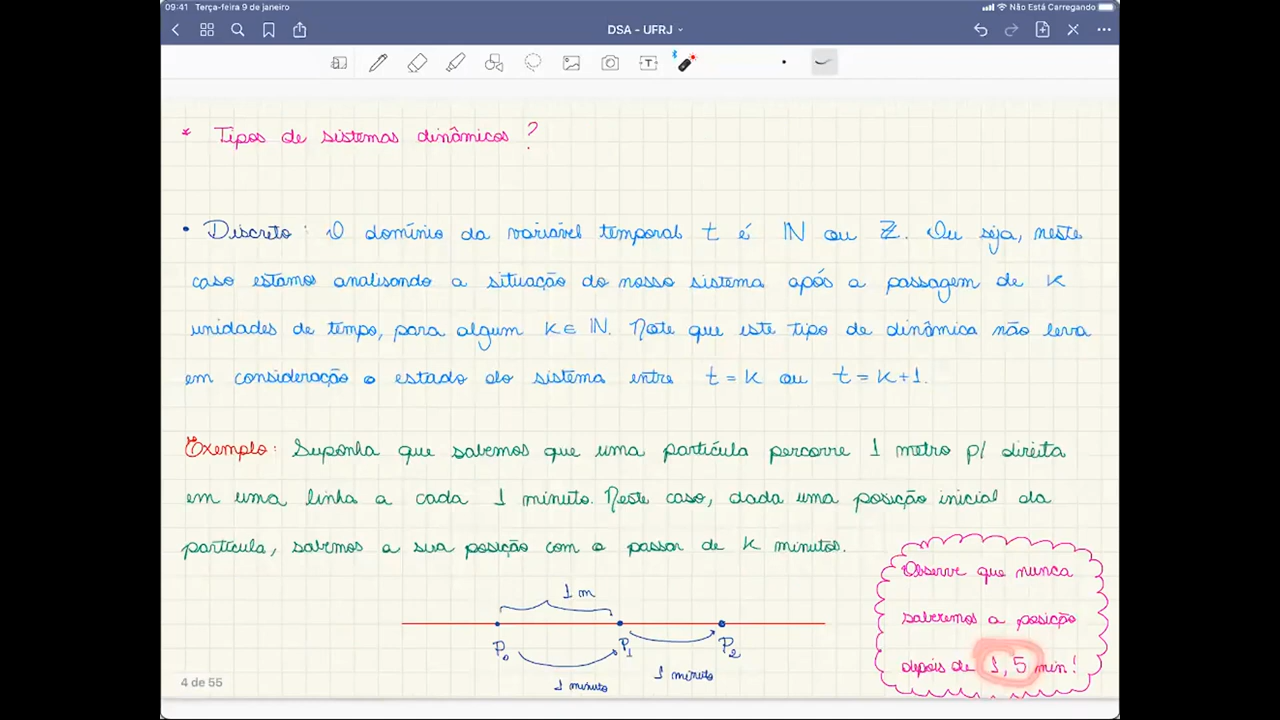 09:41 Terça-feira 9 de janeiro
Não Está Carregando
DSA - UFRJ
T
* Tipos de sistemas dinâmicos ?
• Discreto: O domínio da variável temporal t é ℕ ou ℤ. Ou seja, neste
caso estamos analisando a situação do nosso sistema após a passagem de k
unidades de tempo, para algum k ∈ ℕ. Note que este tipo de dinâmica não leva
em consideração o estado do sistema entre t = k ou t = k+1.
Exemplo: Suponha que sabemos que uma partícula percorre 1 metro p/ direita
em uma linha a cada 1 minuto. Neste caso, dada uma posição inicial da
partícula, sabemos a sua posição com o passar de k minutos.
Observe que nunca
saberemos a posição
depois de 1,5 min!
1 m
P₀ P₁ P₂
1 minuto 1 minuto
4 de 55